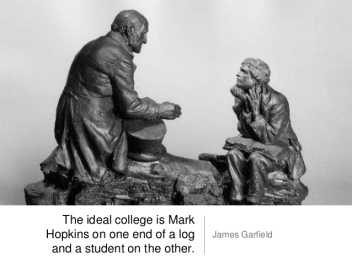 The ideal college is Mark
Hopkins on one end of a log
and a student on the other.
James Garfield